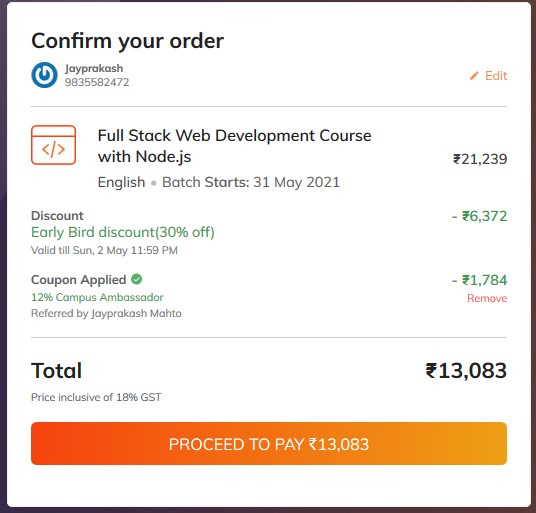 Confirm your order
Jayprakash
9835582472
Edit
</>
Full Stack Web Development Course
with Node.js
₹21,239
English • Batch Starts: 31 May 2021
Discount
- ₹6,372
Early Bird discount(30% off)
Valid till Sun, 2 May 11:59 PM
Coupon Applied
- ₹1,784
12% Campus Ambassador
Remove
Referred by Jayprakash Mahto
Total
₹13,083
Price inclusive of 18% GST
PROCEED TO PAY ₹13,083